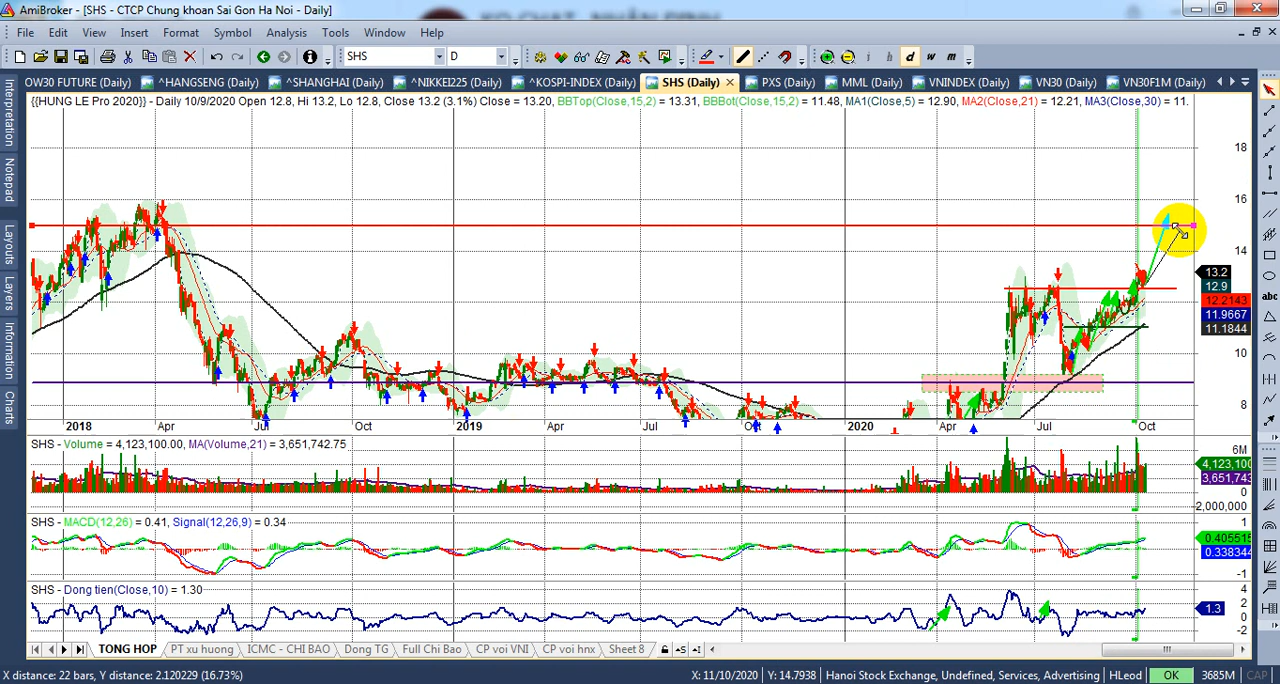 AmiBroker - [SHS - CTCP Chung khoan Sai Gon Ha Noi - Daily]
File Edit View Insert Format Symbol Analysis Tools Window Help
SHS D i h d w m
OW30 FUTURE (Daily) ^HANGSENG (Daily) ^SHANGHAI (Daily) ^NIKKEI225 (Daily) ^KOSPI-INDEX (Daily) SHS (Daily) PXS (Daily) MML (Daily) VNINDEX (Daily) VN30 (Daily) VN30F1M (Daily)
{{HUNG LE Pro 2020}} - Daily 10/9/2020 Open 12.8, Hi 13.2, Lo 12.8, Close 13.2 (3.1%) Close = 13.20, BBTop(Close,15,2) = 13.31, BBBot(Close,15,2) = 11.48, MA1(Close,5) = 12.90, MA2(Close,21) = 12.21, MA3(Close,30) = 11.
Interpretation
Notepad
Layouts
Layers
Information
Charts
abc
18
16
14
13.2
12.9
12.2143
11.9667
11.1844
10
8
2018 Apr Jul Oct 2019 Apr Jul Oct 2020 Apr Jul Oct
SHS - Volume = 4,123,100.00, MA(Volume,21) = 3,651,742.75
6M
4,123,100
3,651,743
2,000,000
0
SHS - MACD(12,26) = 0.41, Signal(12,26,9) = 0.34
1
0.405515
0.338344
-1
SHS - Dong tien(Close,10) = 1.30
4
2
1.3
0
-2
TONG HOP PT xu huong ICMC - CHI BAO Dong TG Full Chi Bao CP voi VNI CP voi hnx Sheet 8
X distance: 22 bars, Y distance: 2.120229 (16.73%) X: 11/10/2020 Y: 14.7938 Hanoi Stock Exchange, Undefined, Services, Advertising HLeod OK 3685M CAP